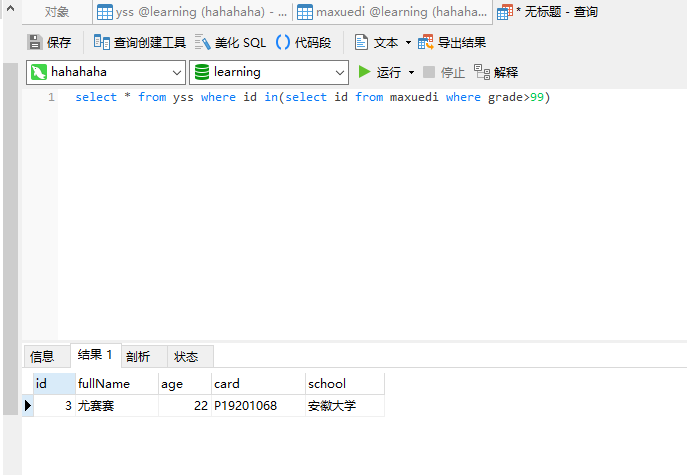 对象 yss @learning (hahahaha) - ... maxuedi @learning (hahaha... * 无标题 - 查询
保存 查询创建工具 美化 SQL () 代码段 文本 导出结果
hahahaha learning 运行 停止 解释
1 select * from yss where id in(select id from maxuedi where grade>99)
信息 结果 1 剖析 状态
id fullName age card school
3 尤赛赛 22 P19201068 安徽大学